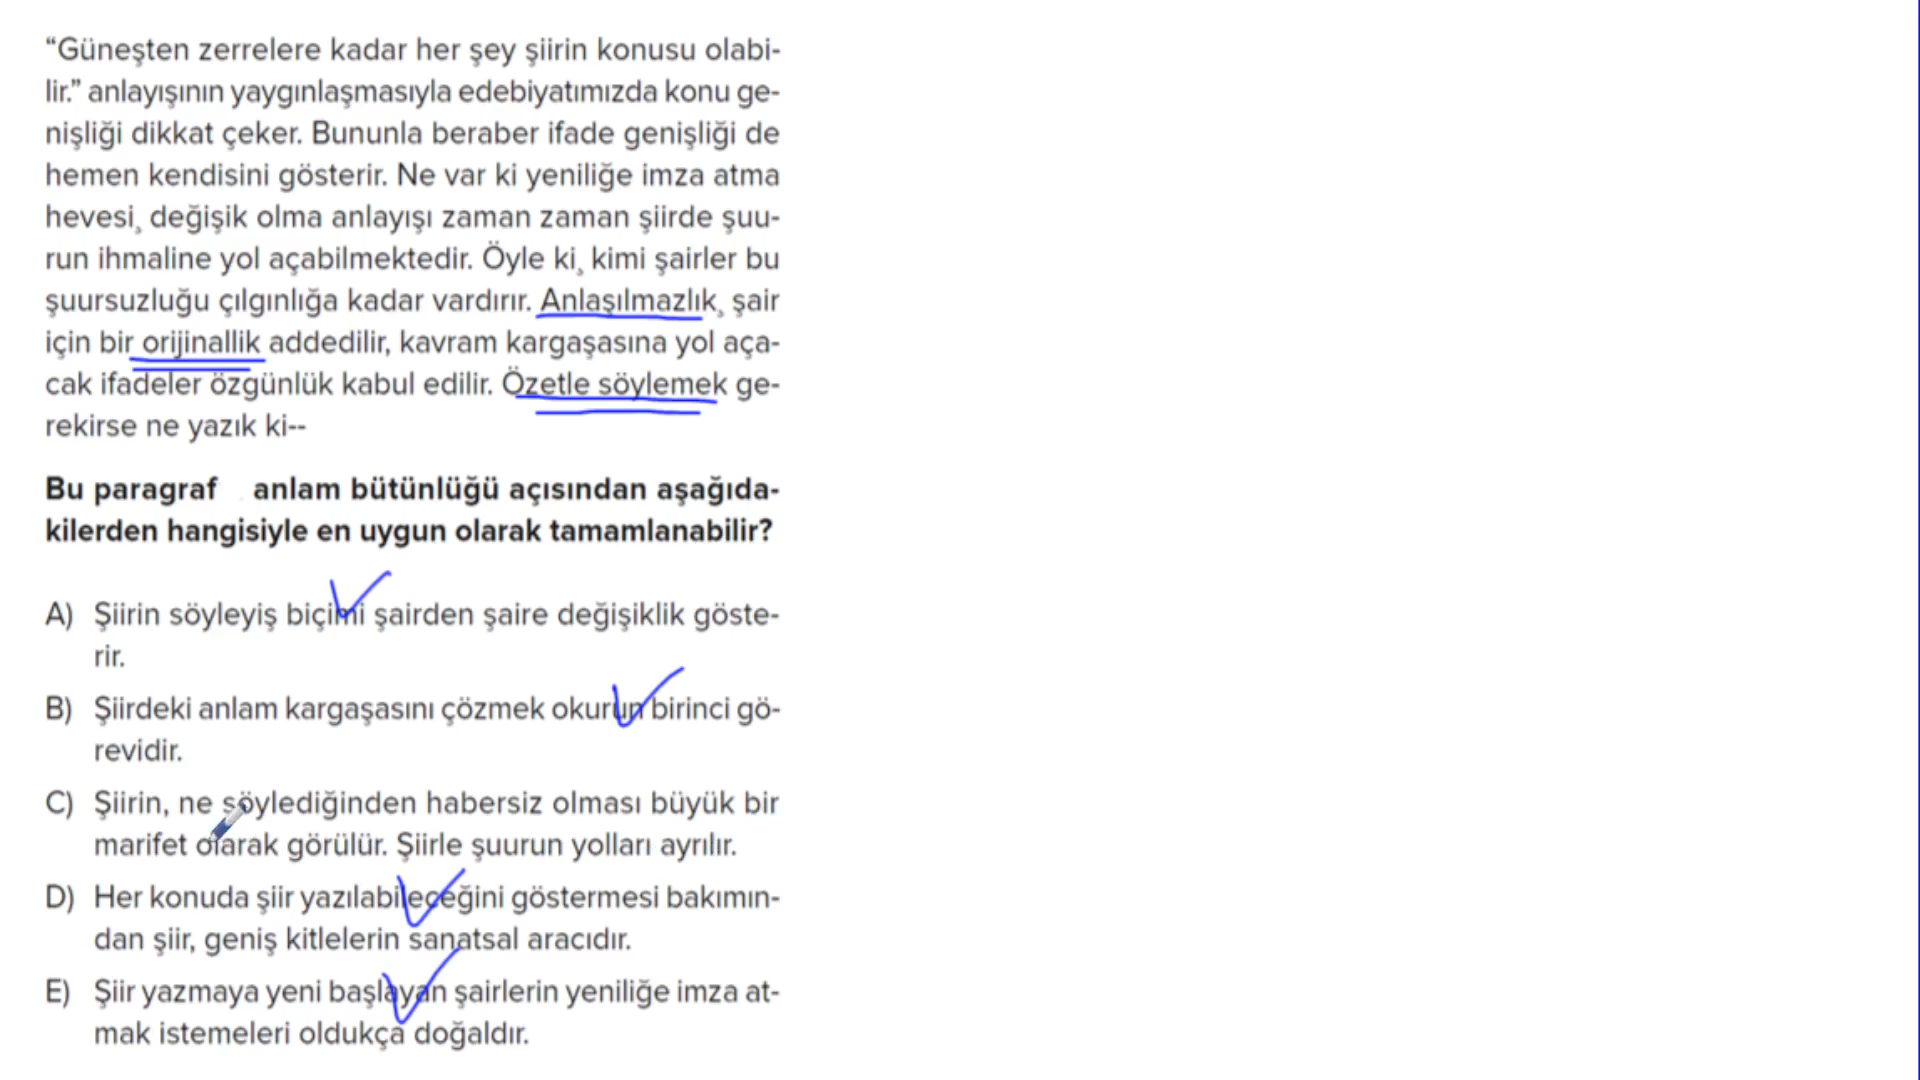 “Güneşten zerrelere kadar her şey şiirin konusu olabi-
lir.” anlayışının yaygınlaşmasıyla edebiyatımızda konu ge-
nişliği dikkat çeker. Bununla beraber ifade genişliği de
hemen kendisini gösterir. Ne var ki yeniliğe imza atma
hevesi¸ değişik olma anlayışı zaman zaman şiirde şuu-
run ihmaline yol açabilmektedir. Öyle ki¸ kimi şairler bu
şuursuzluğu çılgınlığa kadar vardırır. Anlaşılmazlık¸ şair
için bir orijinallik addedilir, kavram kargaşasına yol aça-
cak ifadeler özgünlük kabul edilir. Özetle söylemek ge-
rekirse ne yazık ki--
Bu paragraf anlam bütünlüğü açısından aşağıda-
kilerden hangisiyle en uygun olarak tamamlanabilir?
A) Şiirin söyleyiş biçimi şairden şaire değişiklik göste-
rir.
B) Şiirdeki anlam kargaşasını çözmek okurun birinci gö-
revidir.
C) Şiirin, ne söylediğinden habersiz olması büyük bir
marifet olarak görülür. Şiirle şuurun yolları ayrılır.
D) Her konuda şiir yazılabileceğini göstermesi bakımın-
dan şiir, geniş kitlelerin sanatsal aracıdır.
E) Şiir yazmaya yeni başlayan şairlerin yeniliğe imza at-
mak istemeleri oldukça doğaldır.